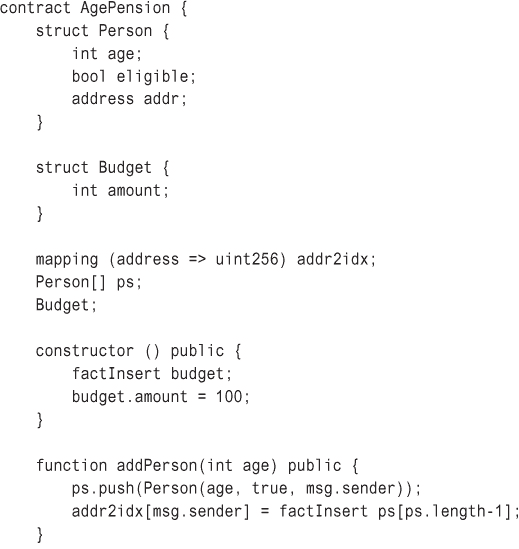 contract AgePension {
    struct Person {
        int age;
        bool eligible;
        address addr;
    }

    struct Budget {
        int amount;
    }

    mapping (address => uint256) addr2idx;
    Person[] ps;
    Budget;

    constructor () public {
        factInsert budget;
        budget.amount = 100;
    }

    function addPerson(int age) public {
        ps.push(Person(age, true, msg.sender));
        addr2idx[msg.sender] = factInsert ps[ps.length-1];
    }